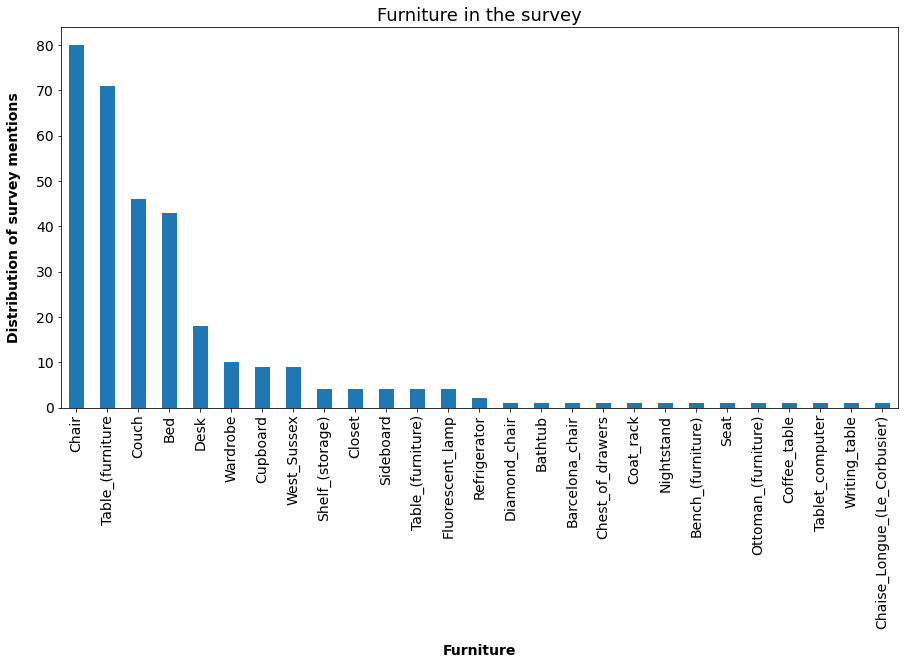 Furniture in the survey
Distribution of survey mentions
80
70
60
50
40
30
20
10
0
Chair
Table_(furniture
Couch
Bed
Desk
Wardrobe
Cupboard
West_Sussex
Shelf_(storage)
Closet
Sideboard
Table_(furniture)
Fluorescent_lamp
Refrigerator
Diamond_chair
Bathtub
Barcelona_chair
Chest_of_drawers
Coat_rack
Nightstand
Bench_(furniture)
Seat
Ottoman_(furniture)
Coffee_table
Tablet_computer
Writing_table
Chaise_Longue_(Le_Corbusier)
Furniture